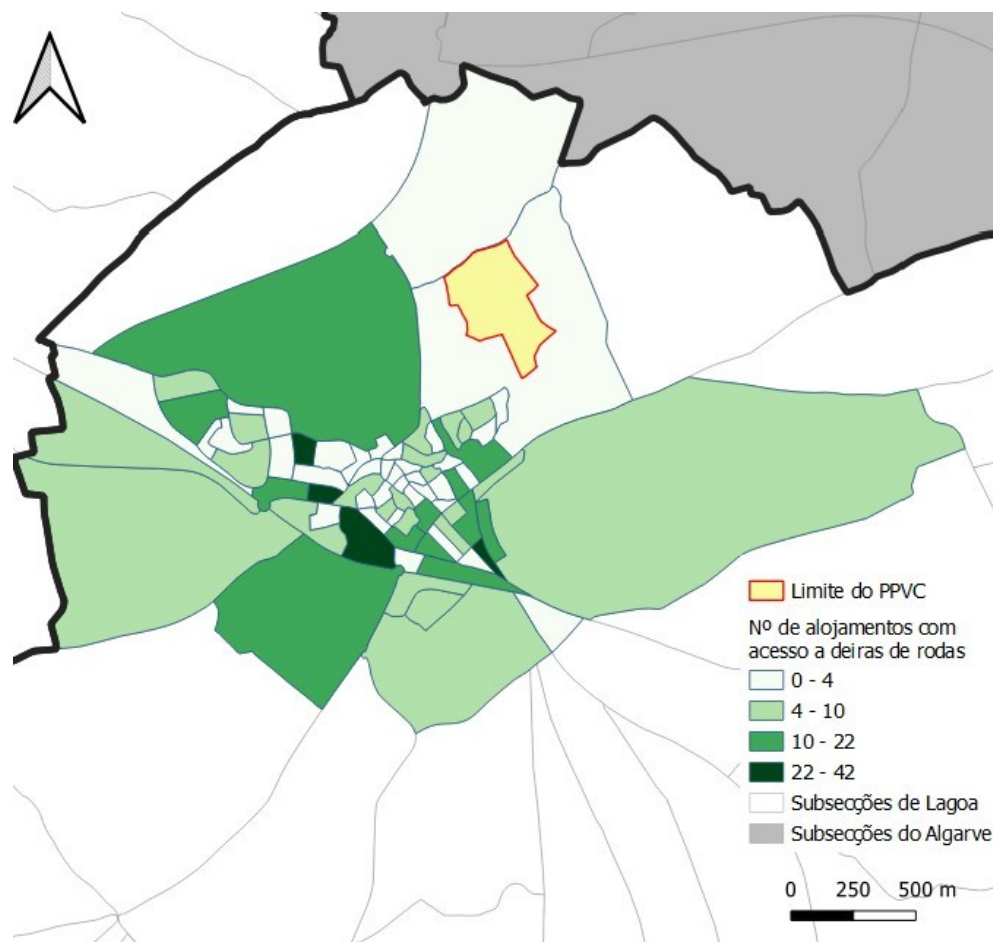 Limite do PPVC
Nº de alojamentos com
acesso a deiras de rodas
0 - 4
4 - 10
10 - 22
22 - 42
Subsecções de Lagoa
Subsecções do Algarve
0 250 500 m